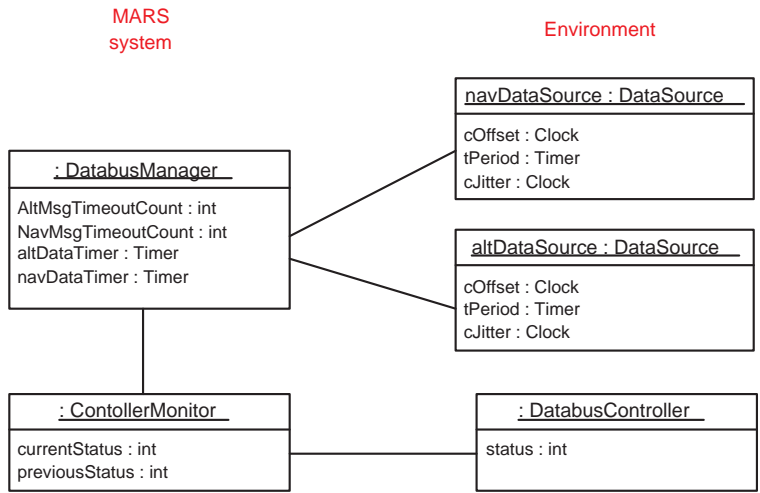 MARS
system
Environment
navDataSource : DataSource
cOffset : Clock
tPeriod : Timer
cJitter : Clock
: DatabusManager
AltMsgTimeoutCount : int
NavMsgTimeoutCount : int
altDataTimer : Timer
navDataTimer : Timer
altDataSource : DataSource
cOffset : Clock
tPeriod : Timer
cJitter : Clock
: ContollerMonitor
currentStatus : int
previousStatus : int
: DatabusController
status : int